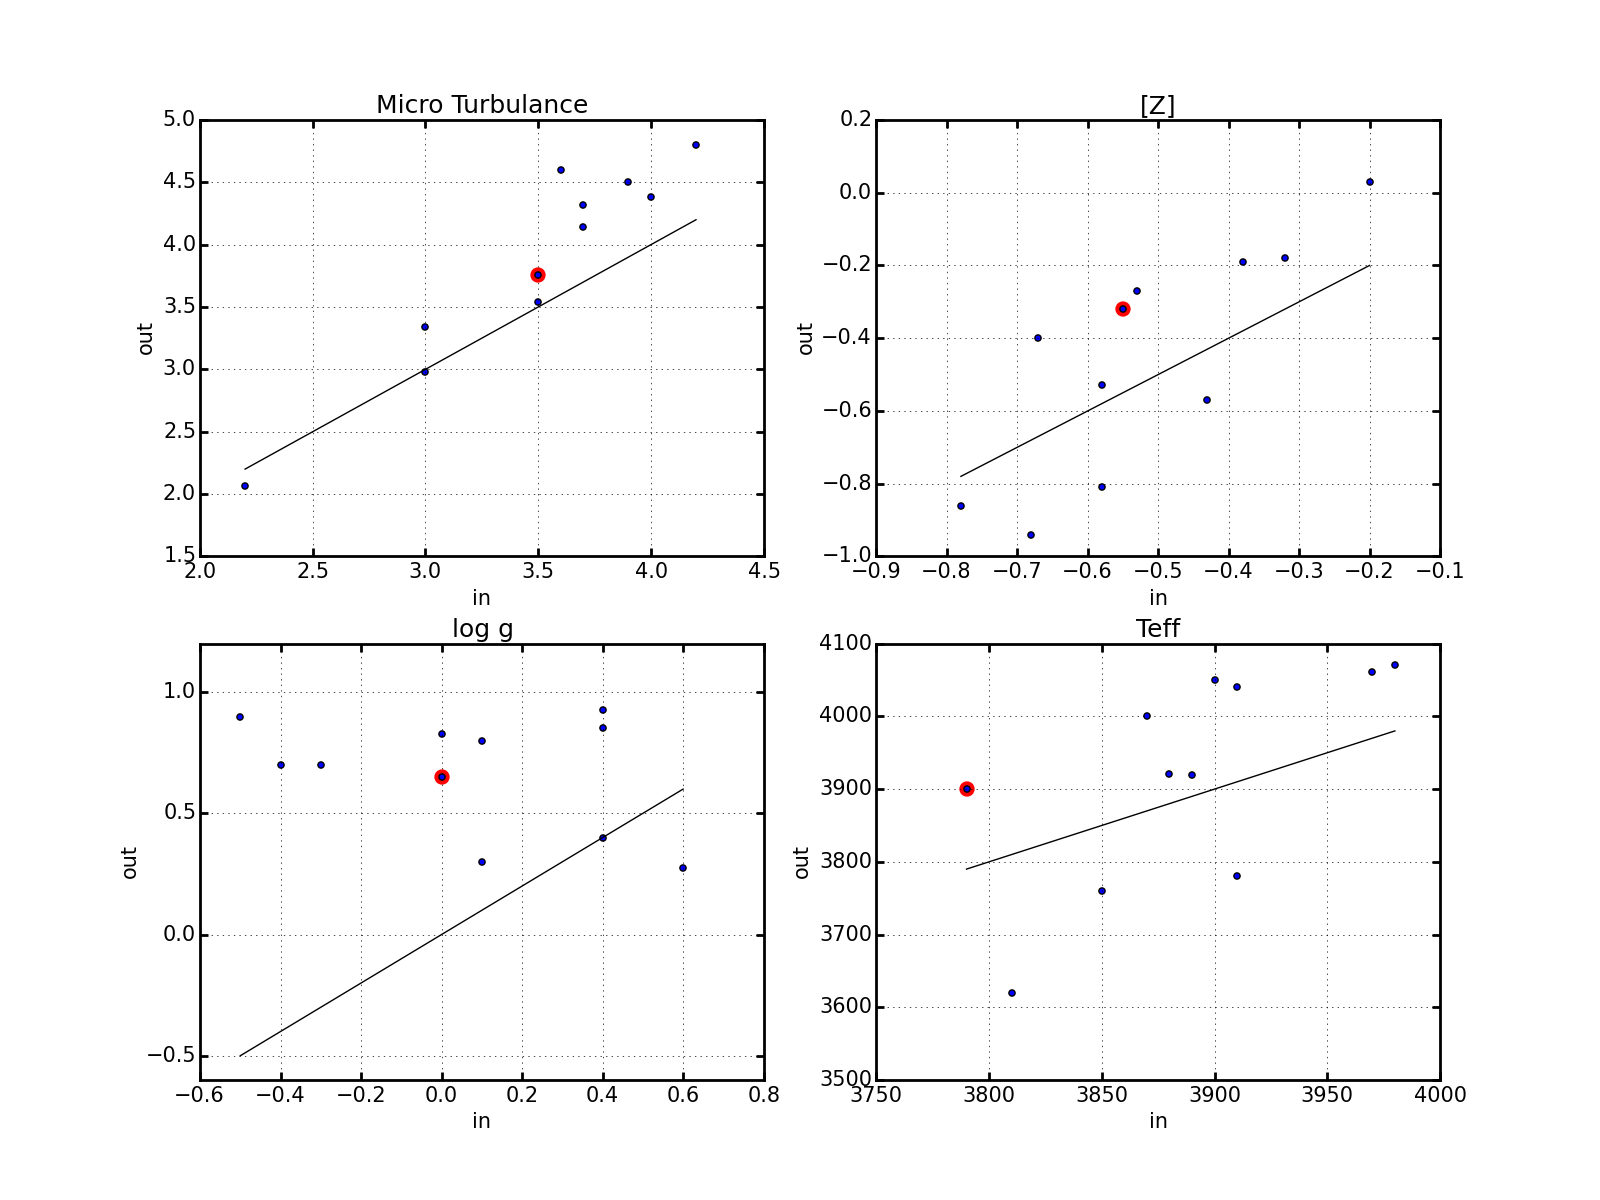 Micro Turbulance
5.0
4.5
4.0
3.5
3.0
2.5
2.0
1.5
out
2.0 2.5 3.0 3.5 4.0 4.5
in
[Z]
0.2
0.0
−0.2
−0.4
−0.6
−0.8
−1.0
out
−0.9 −0.8 −0.7 −0.6 −0.5 −0.4 −0.3 −0.2 −0.1
in
log g
1.0
0.5
0.0
−0.5
out
−0.6 −0.4 −0.2 0.0 0.2 0.4 0.6 0.8
in
Teff
4100
4000
3900
3800
3700
3600
3500
out
3750 3800 3850 3900 3950 4000
in